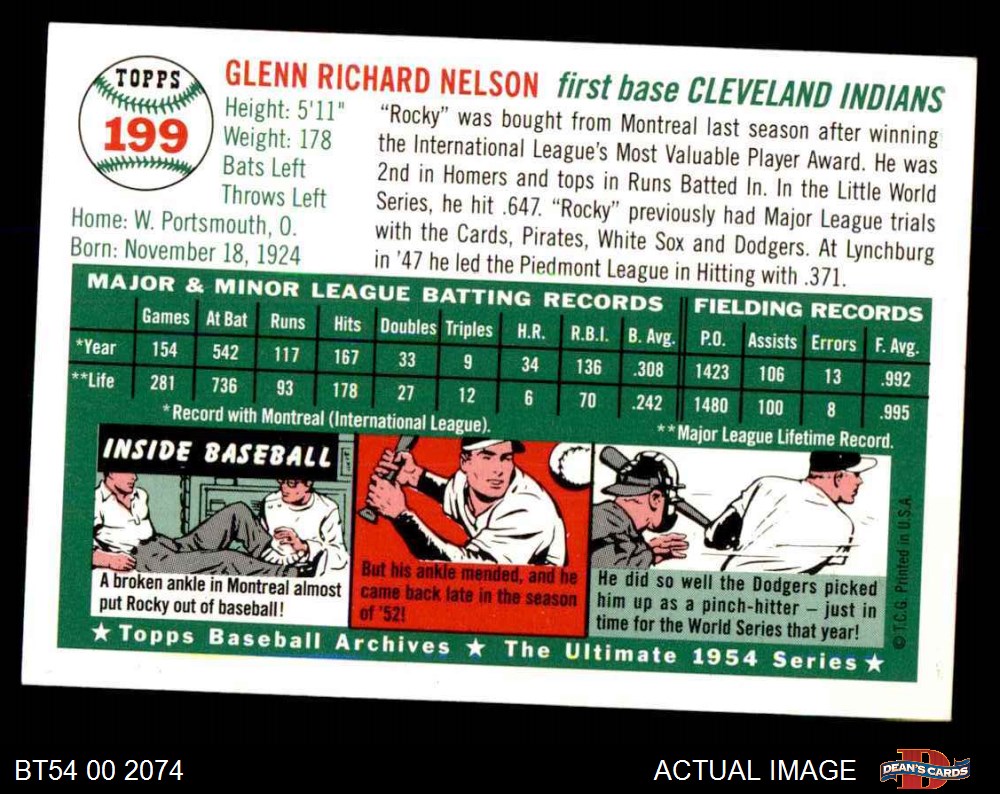 TOPPS
199
GLENN RICHARD NELSON first base CLEVELAND INDIANS
Height: 5'11"
Weight: 178
Bats Left
Throws Left
Home: W. Portsmouth, O.
Born: November 18, 1924
"Rocky" was bought from Montreal last season after winning
the International League's Most Valuable Player Award. He was
2nd in Homers and tops in Runs Batted In. In the Little World
Series, he hit .647. "Rocky" previously had Major League trials
with the Cards, Pirates, White Sox and Dodgers. At Lynchburg
in '47 he led the Piedmont League in Hitting with .371.
MAJOR & MINOR LEAGUE BATTING RECORDS FIELDING RECORDS
Games At Bat Runs Hits Doubles Triples H.R. R.B.I. B. Avg. P.O. Assists Errors F. Avg.
*Year 154 542 117 167 33 9 34 136 .308 1423 106 13 .992
**Life 281 736 93 178 27 12 6 70 .242 1480 100 8 .995
*Record with Montreal (International League).
**Major League Lifetime Record.
INSIDE BASEBALL
A broken ankle in Montreal almost
put Rocky out of baseball!
But his ankle mended, and he
came back late in the season
of '52!
He did so well the Dodgers picked
him up as a pinch-hitter – just in
time for the World Series that year!
© T.C.G. Printed in U.S.A
★ Topps Baseball Archives ★ The Ultimate 1954 Series ★
BT54 00 2074
ACTUAL IMAGE
D
DEAN'S CARDS